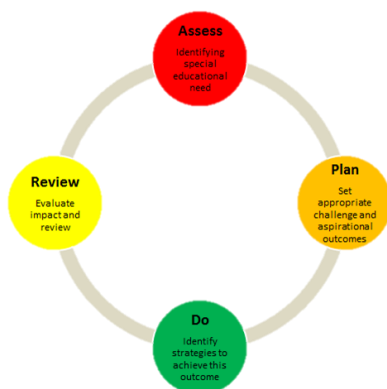 Assess
Identifying
special
educational
need
Plan
Set
appropriate
challenge and
aspirational
outcomes
Do
Identify
strategies to
achieve this
outcome
Review
Evaluate
impact and
review